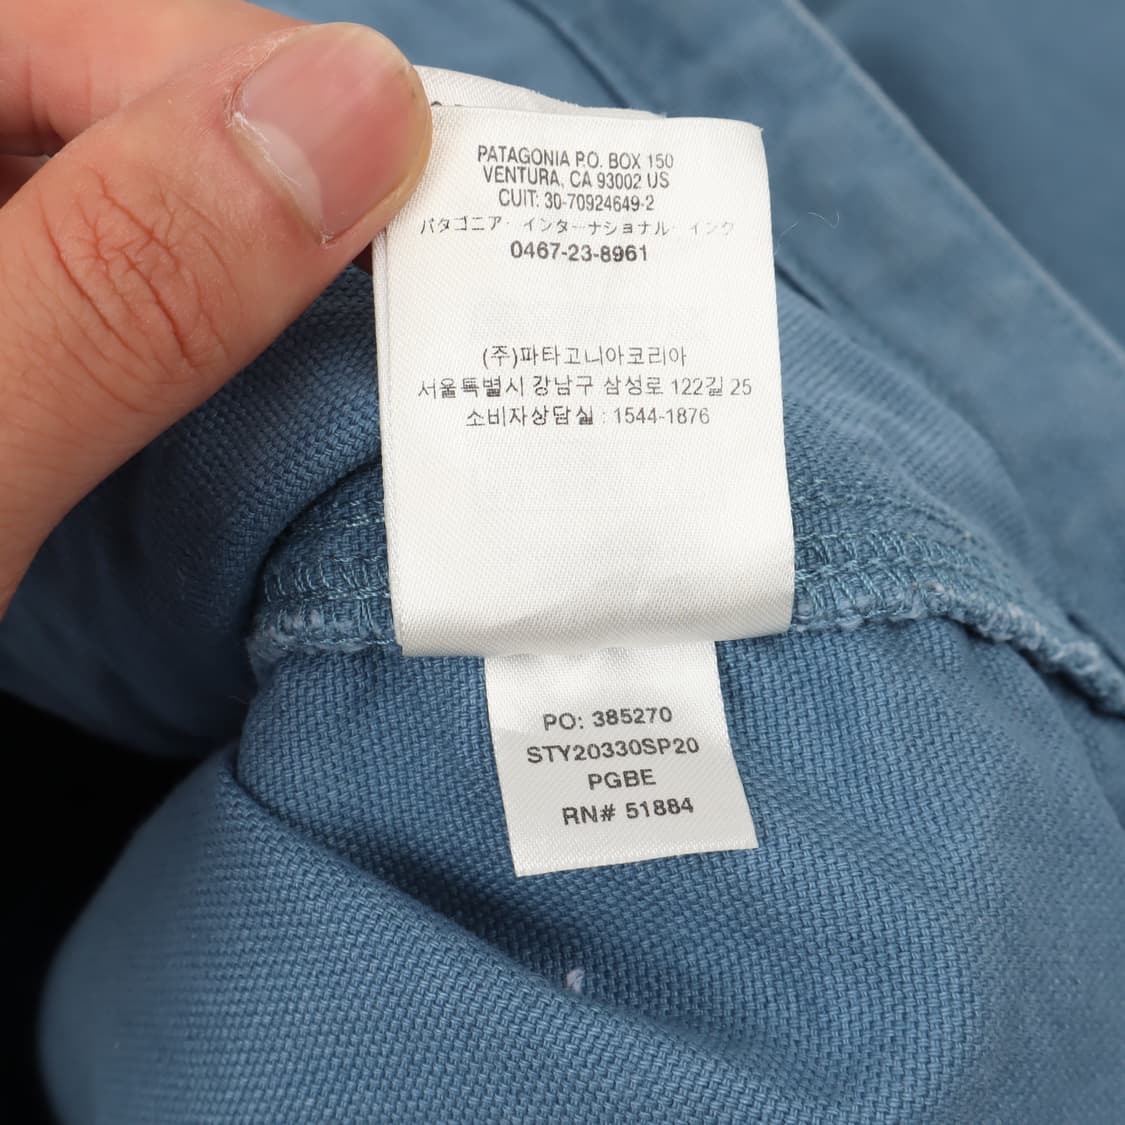 PATAGONIA P.O. BOX 150
VENTURA, CA 93002 US
CUIT: 30-70924649-2
パタゴニア・インターナショナル・インク
0467-23-8961
(주)파타고니아코리아
서울특별시 강남구 삼성로 122길 25
소비자상담실 : 1544-1876
PO: 385270
STY20330SP20
PGBE
RN# 51884